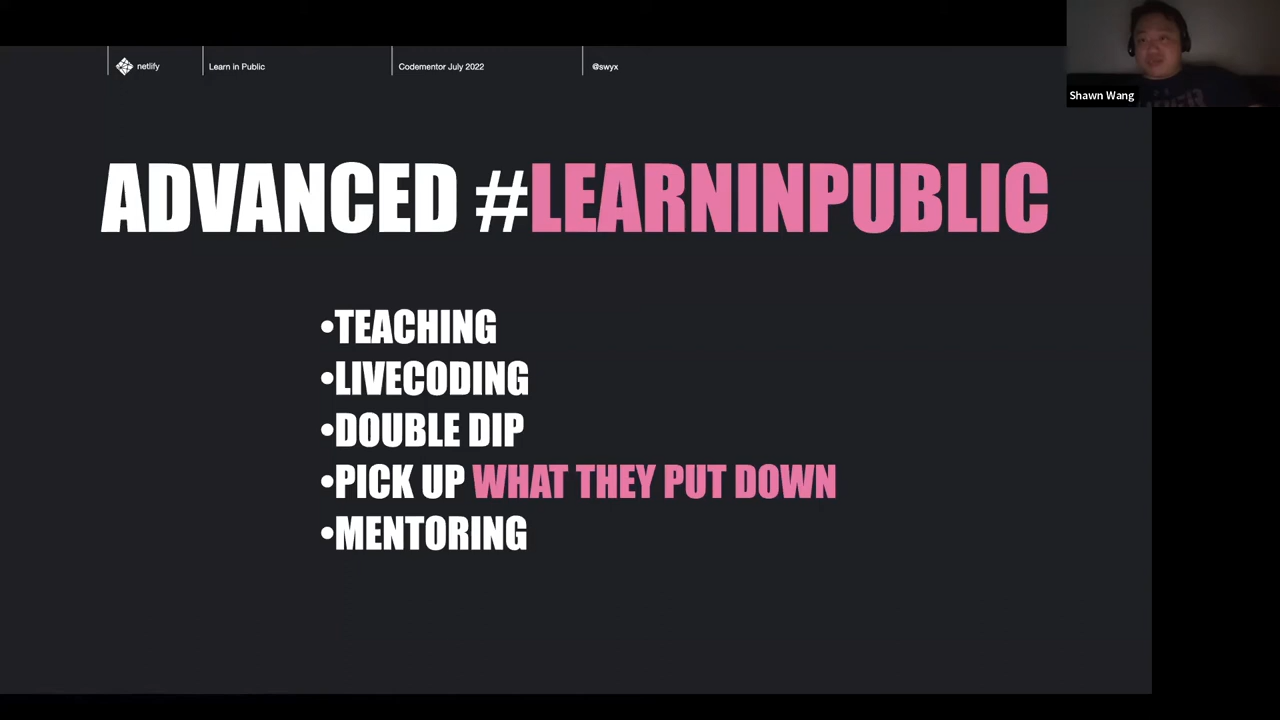 netlify
Learn in Public
Codementor July 2022
@swyx
Shawn Wang
ADVANCED #LEARNINPUBLIC
•TEACHING
•LIVECODING
•DOUBLE DIP
•PICK UP WHAT THEY PUT DOWN
•MENTORING